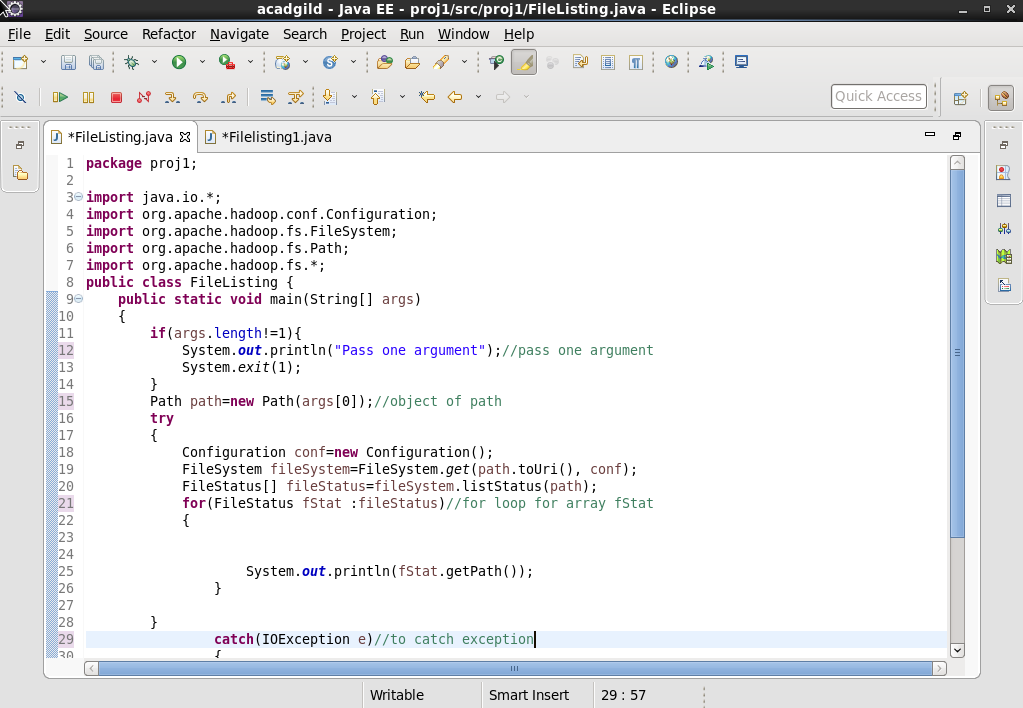 acadgild - Java EE - proj1/src/proj1/FileListing.java - Eclipse
File Edit Source Refactor Navigate Search Project Run Window Help
Quick Access
*FileListing.java *Filelisting1.java
1 package proj1;
2
3 import java.io.*;
4 import org.apache.hadoop.conf.Configuration;
5 import org.apache.hadoop.fs.FileSystem;
6 import org.apache.hadoop.fs.Path;
7 import org.apache.hadoop.fs.*;
8 public class FileListing {
9 public static void main(String[] args)
10 {
11 if(args.length!=1){
12 System.out.println("Pass one argument");//pass one argument
13 System.exit(1);
14 }
15 Path path=new Path(args[0]);//object of path
16 try
17 {
18 Configuration conf=new Configuration();
19 FileSystem fileSystem=FileSystem.get(path.toUri(), conf);
20 FileStatus[] fileStatus=fileSystem.listStatus(path);
21 for(FileStatus fStat :fileStatus)//for loop for array fStat
22 {
23
24
25 System.out.println(fStat.getPath());
26 }
27
28 }
29 catch(IOException e)//to catch exception
30 {
Writable Smart Insert 29 : 57